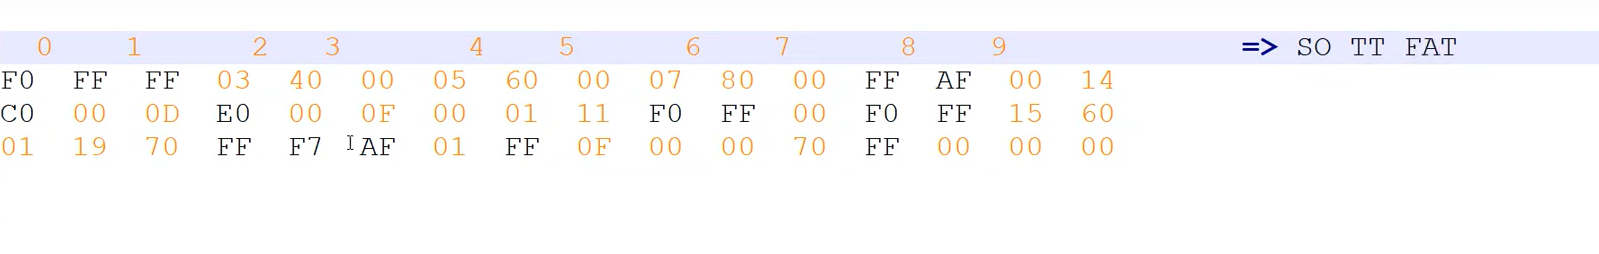 0 1 2 3 4 5 6 7 8 9 => SO TT FAT
F0 FF FF 03 40 00 05 60 00 07 80 00 FF AF 00 14
C0 00 0D E0 00 0F 00 01 11 F0 FF 00 F0 FF 15 60
01 19 70 FF F7 AF 01 FF 0F 00 00 70 FF 00 00 00